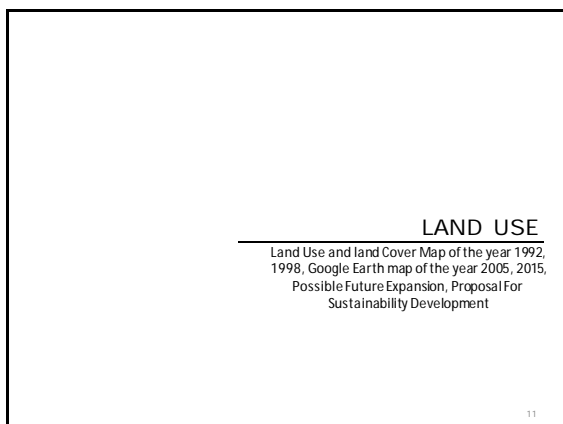 LAND USE
Land Use and land Cover Map of the year 1992,
1998, Google Earth map of the year 2005, 2015,
Possible Future Expansion, Proposal For
Sustainability Development
11